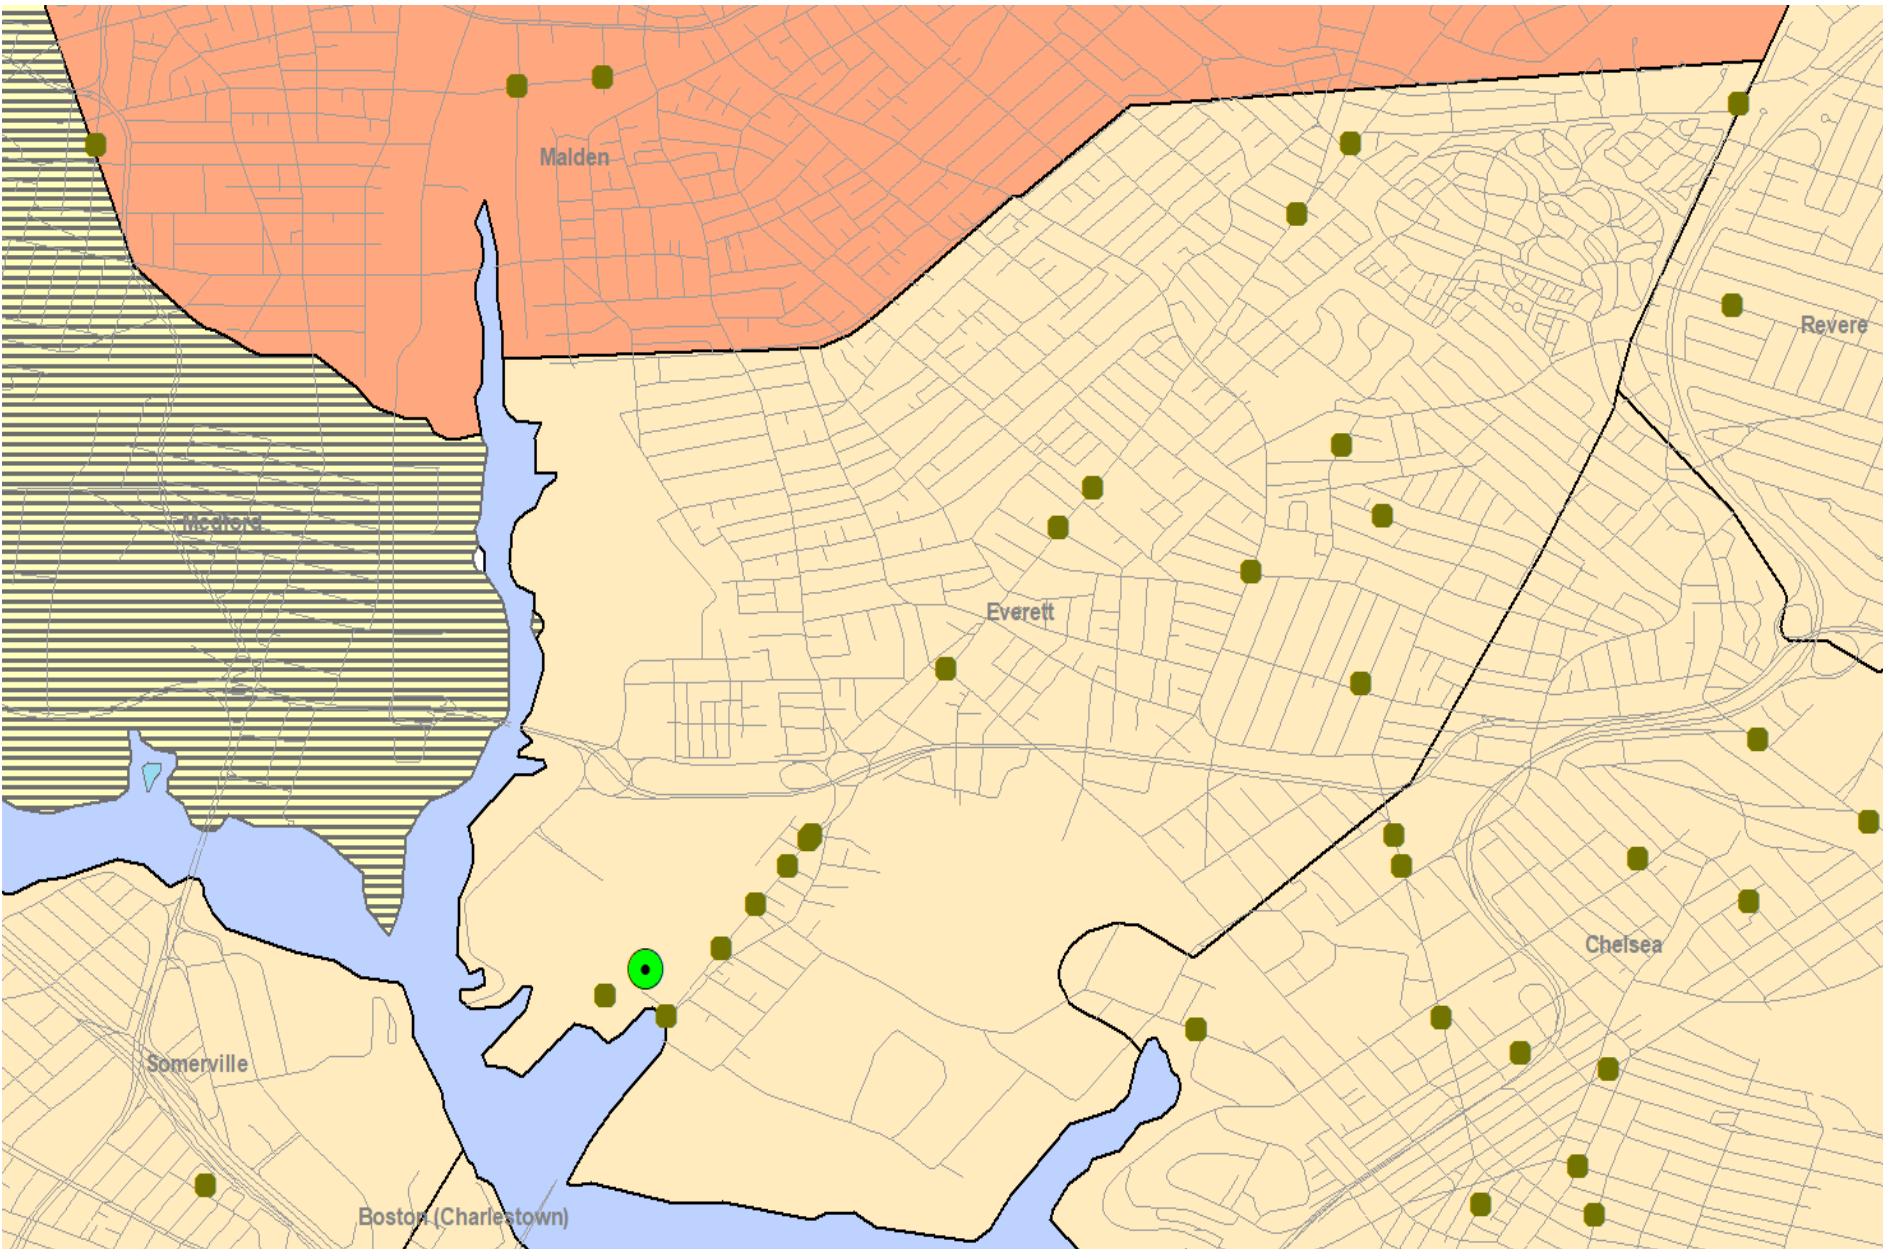 Malden
Revere
Medford
Everett
Chelsea
Somerville
Boston (Charlestown)